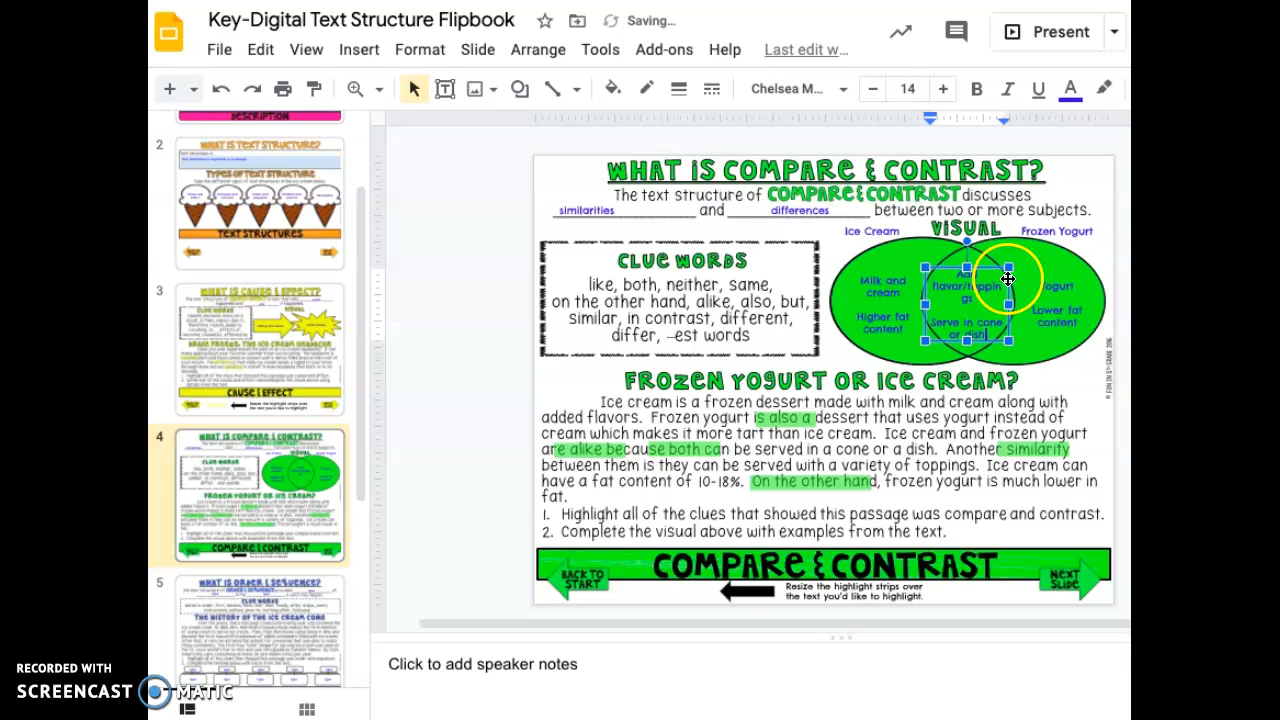 Key-Digital Text Structure Flipbook
Saving...
File Edit View Insert Format Slide Arrange Tools Add-ons Help Last edit w...
Present
Chelsea M... 14
DESCRIPTION
2
WHAT IS TEXT STRUCTURE?
TYPES OF TEXT STRUCTURE
TEXT STRUCTURES
3
WHAT IS CAUSE & EFFECT?
CAUSE & EFFECT
4
WHAT IS COMPARE & CONTRAST?
CLUE WORDS
FROZEN YOGURT OR ICE CREAM?
COMPARE & CONTRAST
5
WHAT IS ORDER & SEQUENCE?
CLUE WORDS
THE HISTORY OF THE ICE CREAM CONE
WHAT IS COMPARE & CONTRAST?
The text structure of COMPARE & CONTRAST discusses
similarities and differences between two or more subjects.
VISUAL
Ice Cream
Frozen Yogurt
CLUE WORDS
like, both, neither, same,
on the other hand, alike, also, but,
similar, in contrast, different,
differ, -est words
Milk and
cream
Higher fat
content
flavor/toppin
gs
Serve in cone
or dish
Lower fat
content
FROZEN YOGURT OR ICE CREAM?
Ice cream is a frozen dessert made with milk and cream along with
added flavors. Frozen yogurt is also a dessert that uses yogurt instead of
cream which makes it more tart than ice cream. Ice cream and frozen yogurt
are alike because both can be served in a cone or dish. Another similarity
between the is they can be served with a variety of toppings. Ice cream can
have a fat content of 10-18%. On the other hand, frozen yogurt is much lower in
fat.
1. Highlight all of the clues that showed this passage was compare and contrast.
2. Complete the visual above with examples from the text.
COMPARE & CONTRAST
BACK TO
START
NEXT
SLIDE
Resize the highlight strips over
the text you'd like to highlight.
Click to add speaker notes
RECORDED WITH
SCREENCAST MATIC